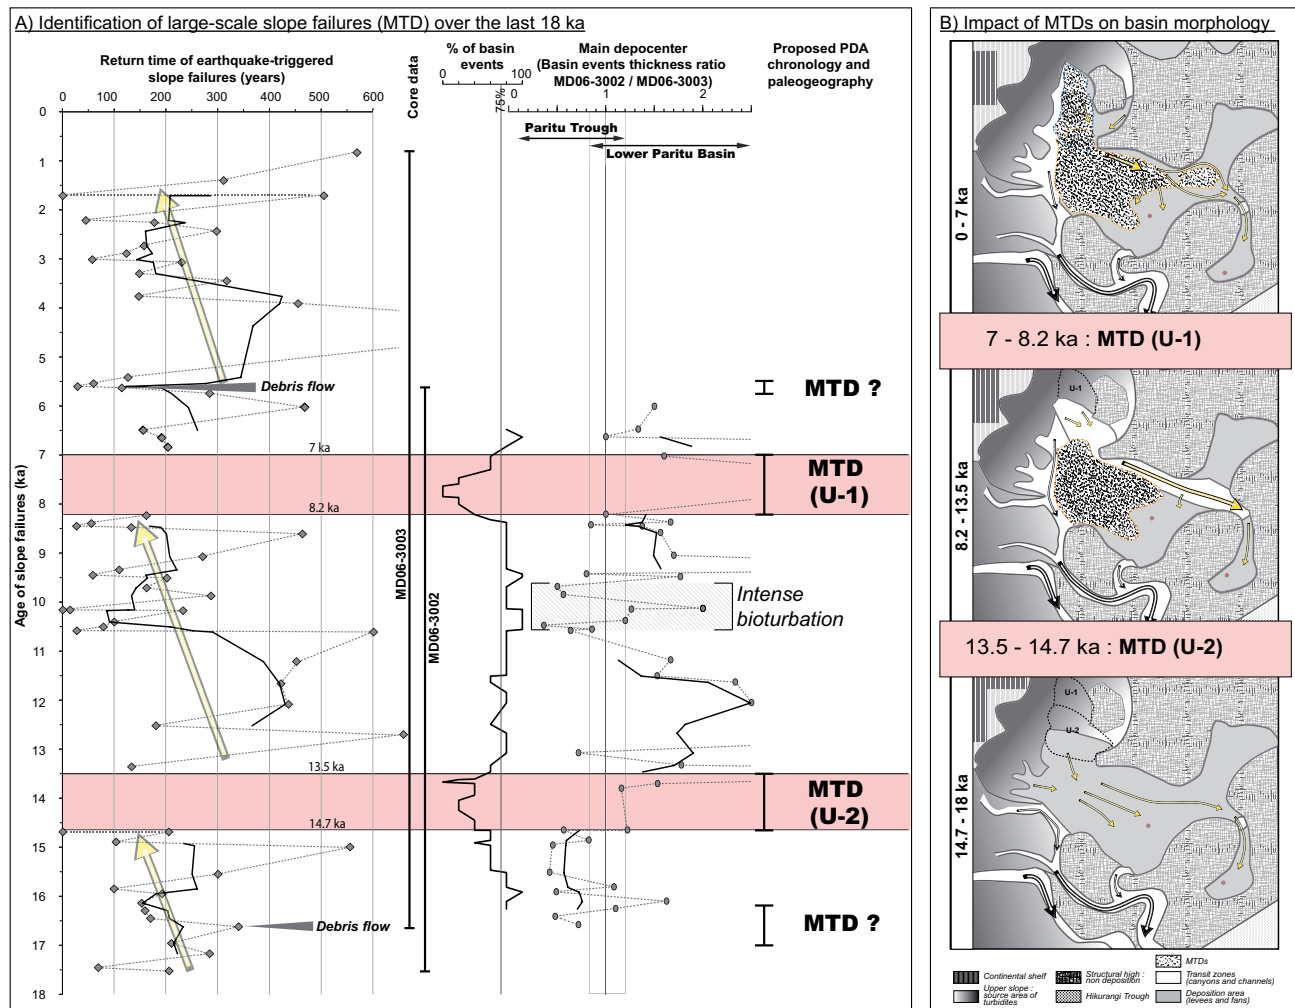 A) Identification of large-scale slope failures (MTD) over the last 18 ka
Return time of earthquake-triggered
slope failures (years)
0 100 200 300 400 500 600
Core data
% of basin
events
0 100
75%
Main depocenter
(Basin events thickness ratio
MD06-3002 / MD06-3003)
0 1 2
Proposed PDA
chronology and
paleogeography
Paritu Trough
Lower Paritu Basin
Age of slope failures (ka)
0
1
2
3
4
5
6
7
8
9
10
11
12
13
14
15
16
17
18
Debris flow
MTD ?
7 ka
MTD
(U-1)
8.2 ka
MD06-3003
MD06-3002
Intense
bioturbation
13.5 ka
MTD
(U-2)
14.7 ka
Debris flow
MTD ?
B) Impact of MTDs on basin morphology
0 - 7 ka
7 - 8.2 ka : MTD (U-1)
8.2 - 13.5 ka
U-1
13.5 - 14.7 ka : MTD (U-2)
14.7 - 18 ka
U-1
U-2
MTDs
Continental shelf
Structural high :
non deposition
Transit zones
(canyons and channels)
Upper slope :
source area of
turbidites
Hikurangi Trough
Deposition area
(levees and fans)